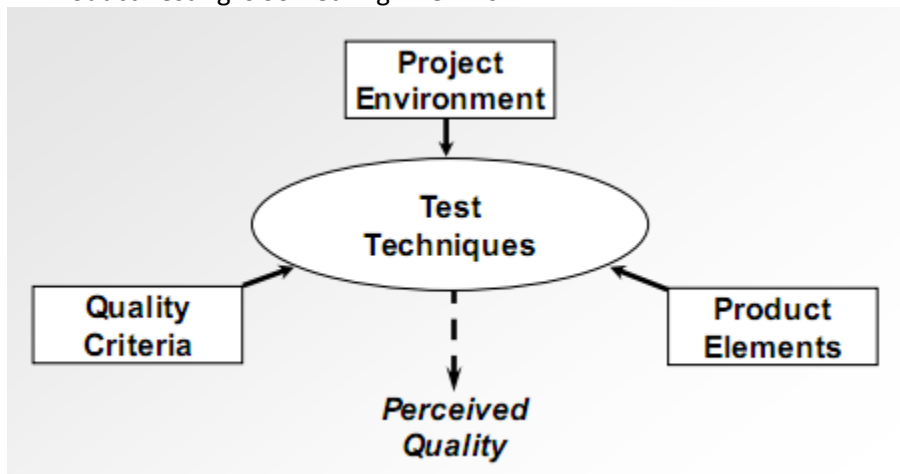 Project
Environment
Test
Techniques
Quality
Criteria
Product
Elements
Perceived
Quality